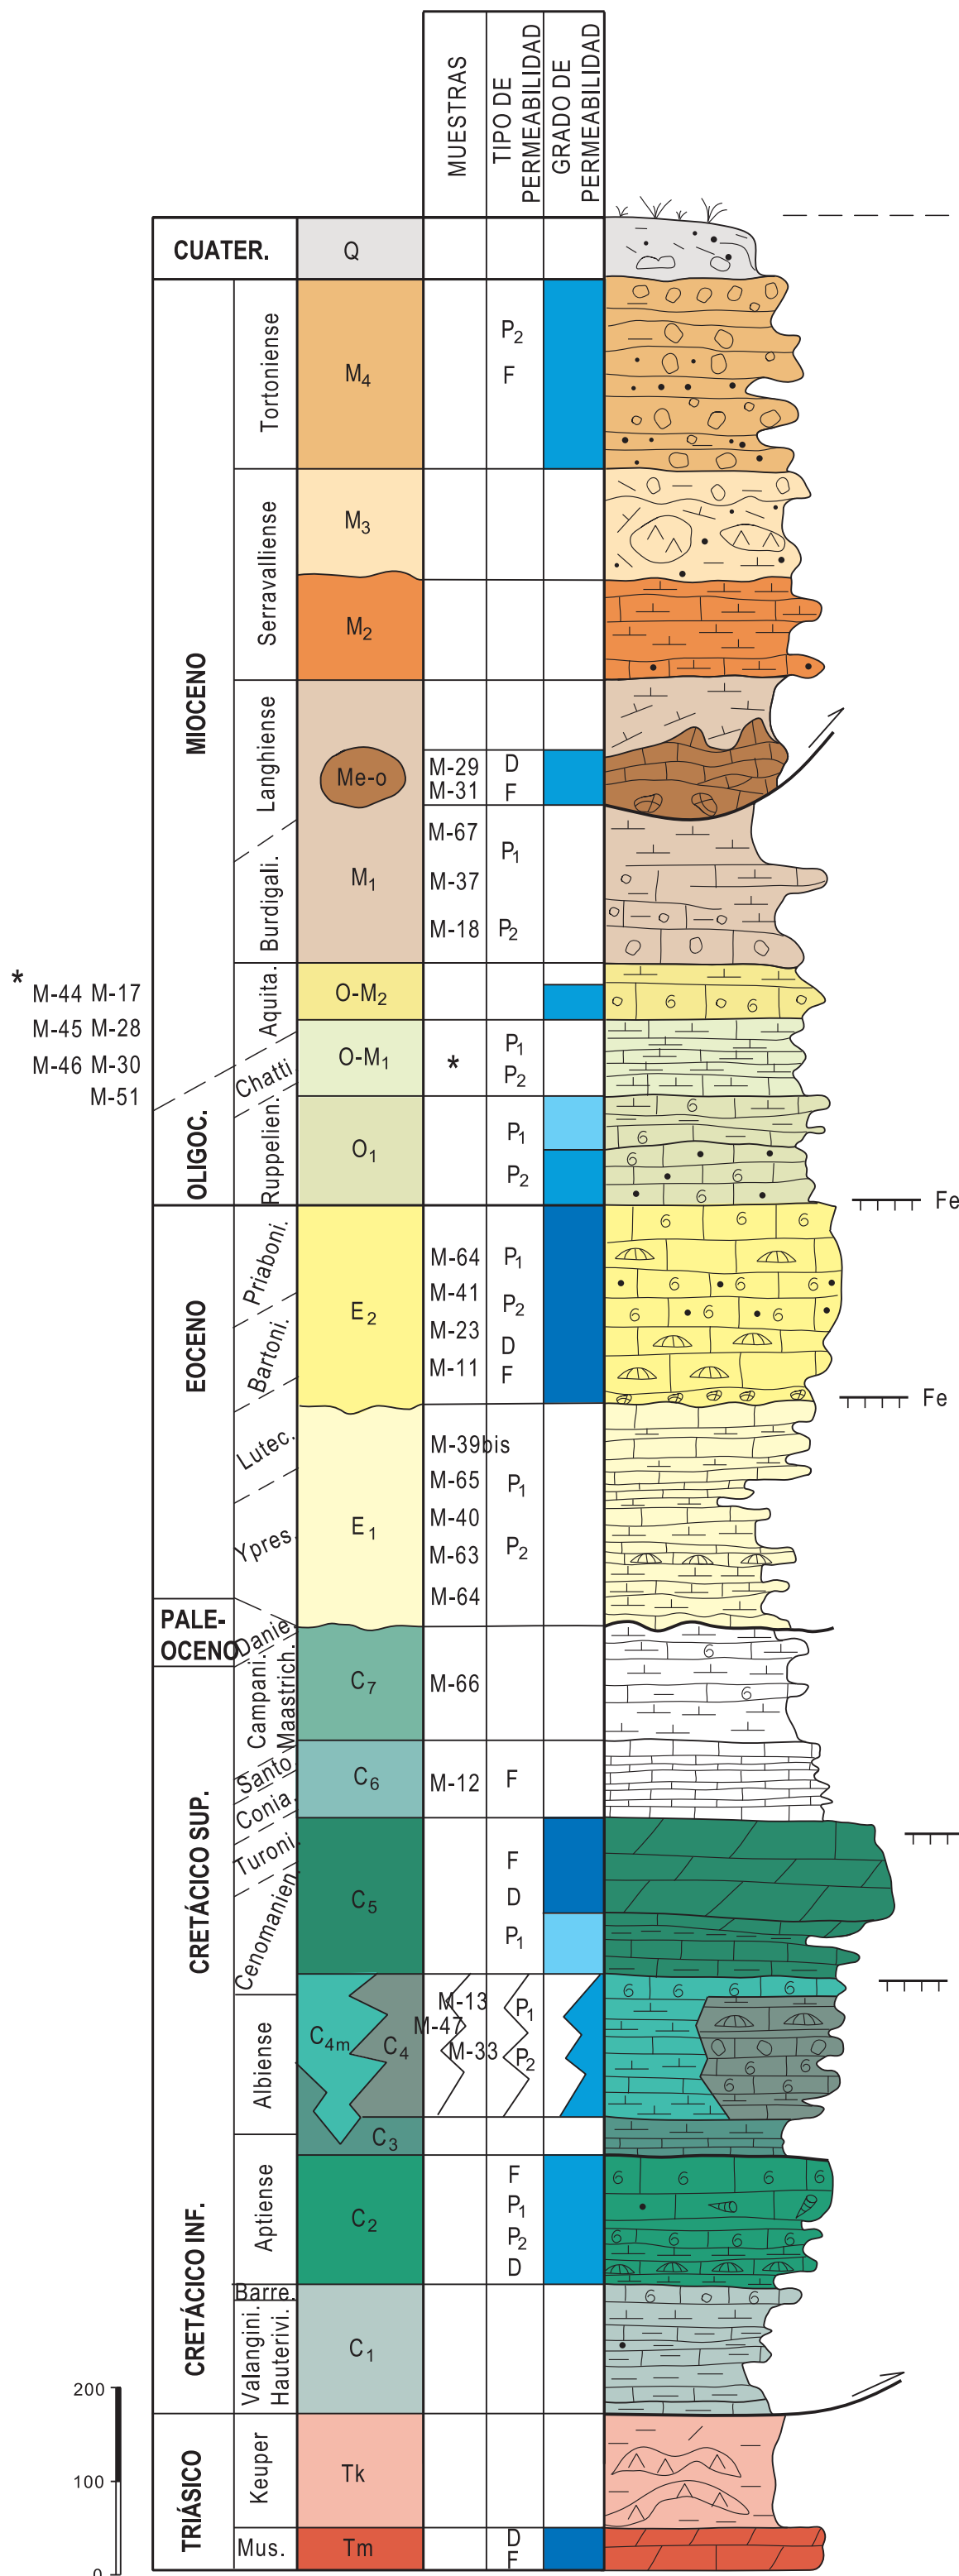 MUESTRAS
TIPO DE
PERMEABILIDAD
GRADO DE
PERMEABILIDAD
CUATER.
Q
MIOCENO
Tortoniense
M4
P2
F
Serravalliense
M3
M2
Langhiense
Me-o
M-29
D
M-31
F
Burdigali.
M1
M-67
P1
M-37
M-18
P2
Aquita.
O-M2
*
M-44 M-17
M-45 M-28
M-46 M-30
M-51
Chatti.
O-M1
*
P1
P2
OLIGOC.
Ruppelien.
O1
P1
P2
Fe
EOCENO
Priaboni.
Bartoni.
E2
M-64
P1
M-41
P2
M-23
D
M-11
F
Fe
Lutec.
Ypres.
E1
M-39bis
M-65
P1
M-40
M-63
P2
M-64
PALE-
OCENO
Danie.
CRETÁCICO SUP.
Campani.
Maastrich.
C7
M-66
Santo.
Conia.
C6
M-12
F
Turoni.
Cenomanien.
C5
F
D
P1
Albiense
C4m
C4
M-13
M-47
M-33
P1
P2
C3
CRETÁCICO INF.
Aptiense
C2
F
P1
P2
D
Barre.
Valangini.
Hauterivi.
C1
TRIÁSICO
Keuper
Tk
Mus.
Tm
D
F
200
100
0